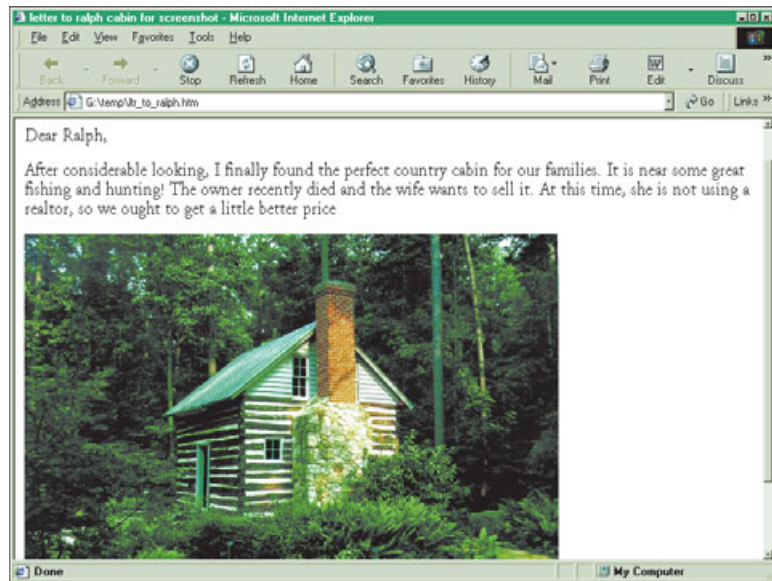 letter to ralph cabin for screenshot - Microsoft Internet Explorer
File Edit View Favorites Tools Help
Back Forward Stop Refresh Home Search Favorites History Mail Print Edit Discuss »
Address G:\temp\ltr_to_ralph.htm Go Links »
Dear Ralph,
After considerable looking, I finally found the perfect country cabin for our families. It is near some great
fishing and hunting! The owner recently died and the wife wants to sell it. At this time, she is not using a
realtor, so we ought to get a little better price
Done My Computer